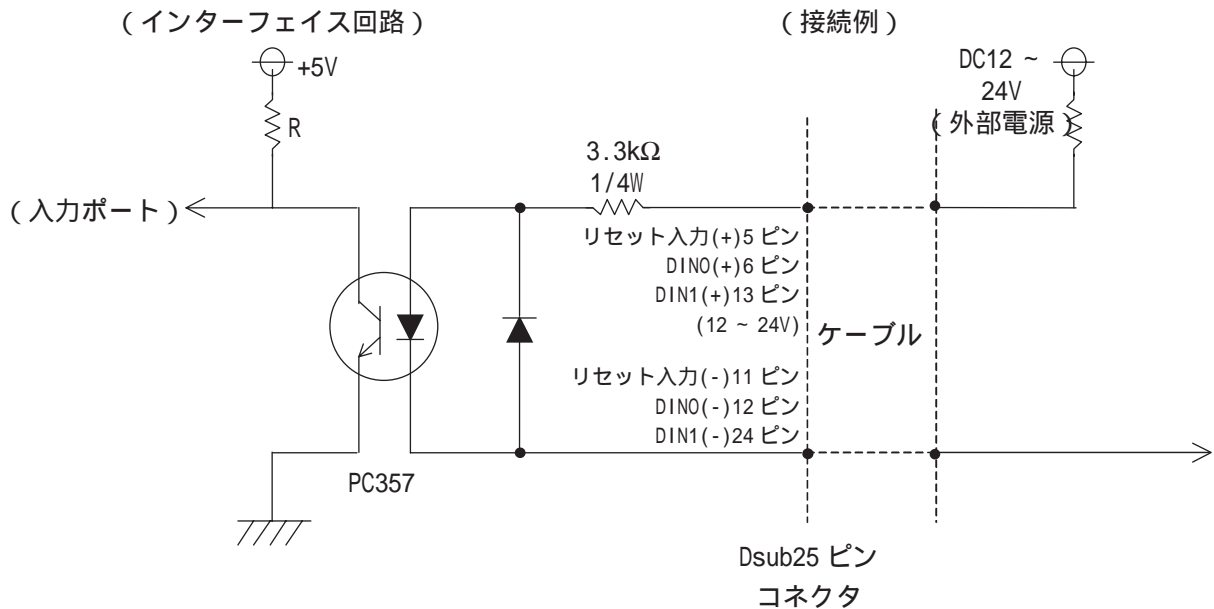 (インターフェイス回路)
(接続例)
+5V
DC12 ~
24V
(外部電源)
R
3.3kΩ
1/4W
(入力ポート)
リセット入力(+)5 ピン
DIN0(+)6 ピン
DIN1(+)13 ピン
(12 ~ 24V)
ケーブル
リセット入力(-)11 ピン
DIN0(-)12 ピン
DIN1(-)24 ピン
PC357
Dsub25 ピン
コネクタ